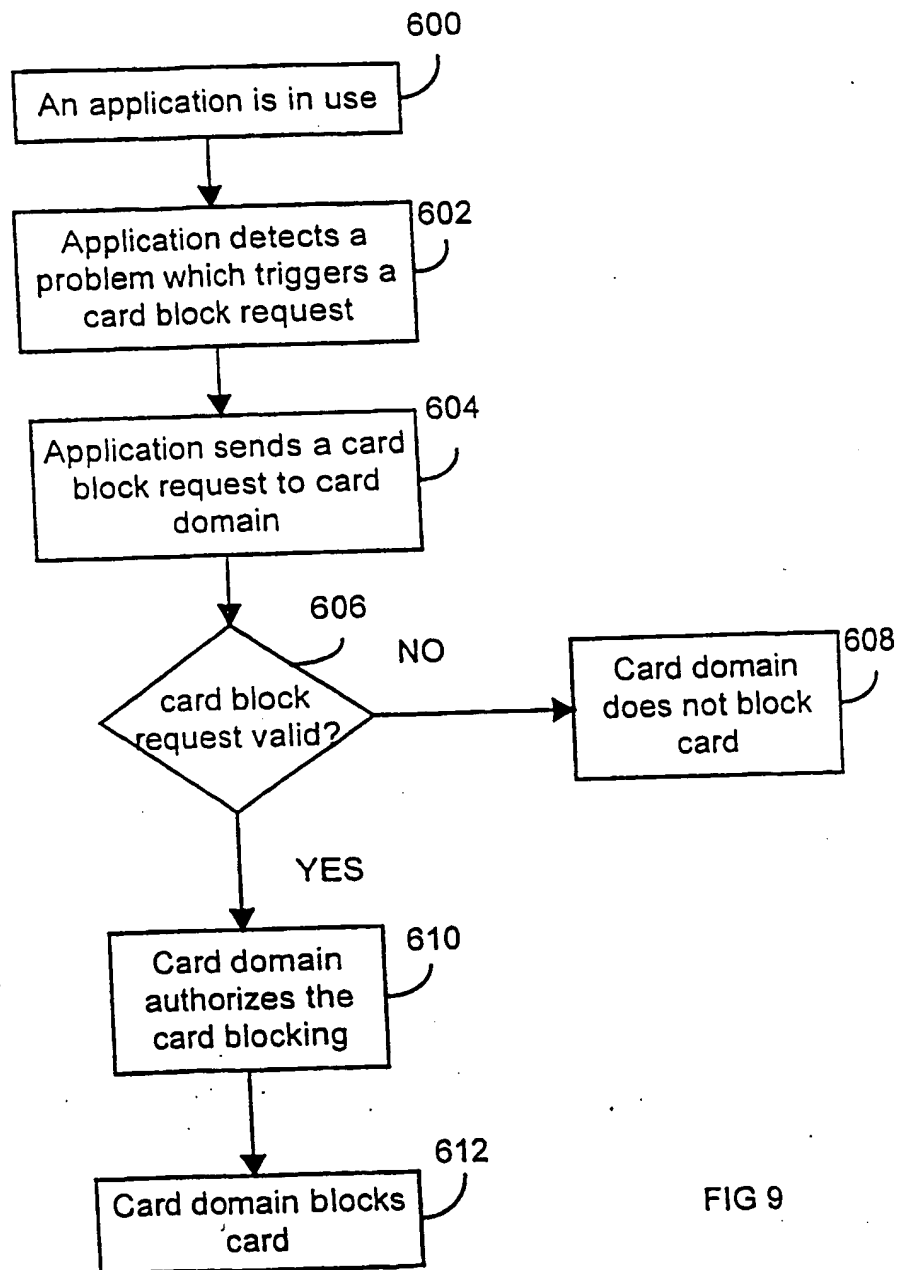 600
An application is in use
602
Application detects a
problem which triggers a
card block request
604
Application sends a card
block request to card
domain
606
NO
608
card block
request valid?
Card domain
does not block
card
YES
610
Card domain
authorizes the
card blocking
612
Card domain blocks
card
FIG 9